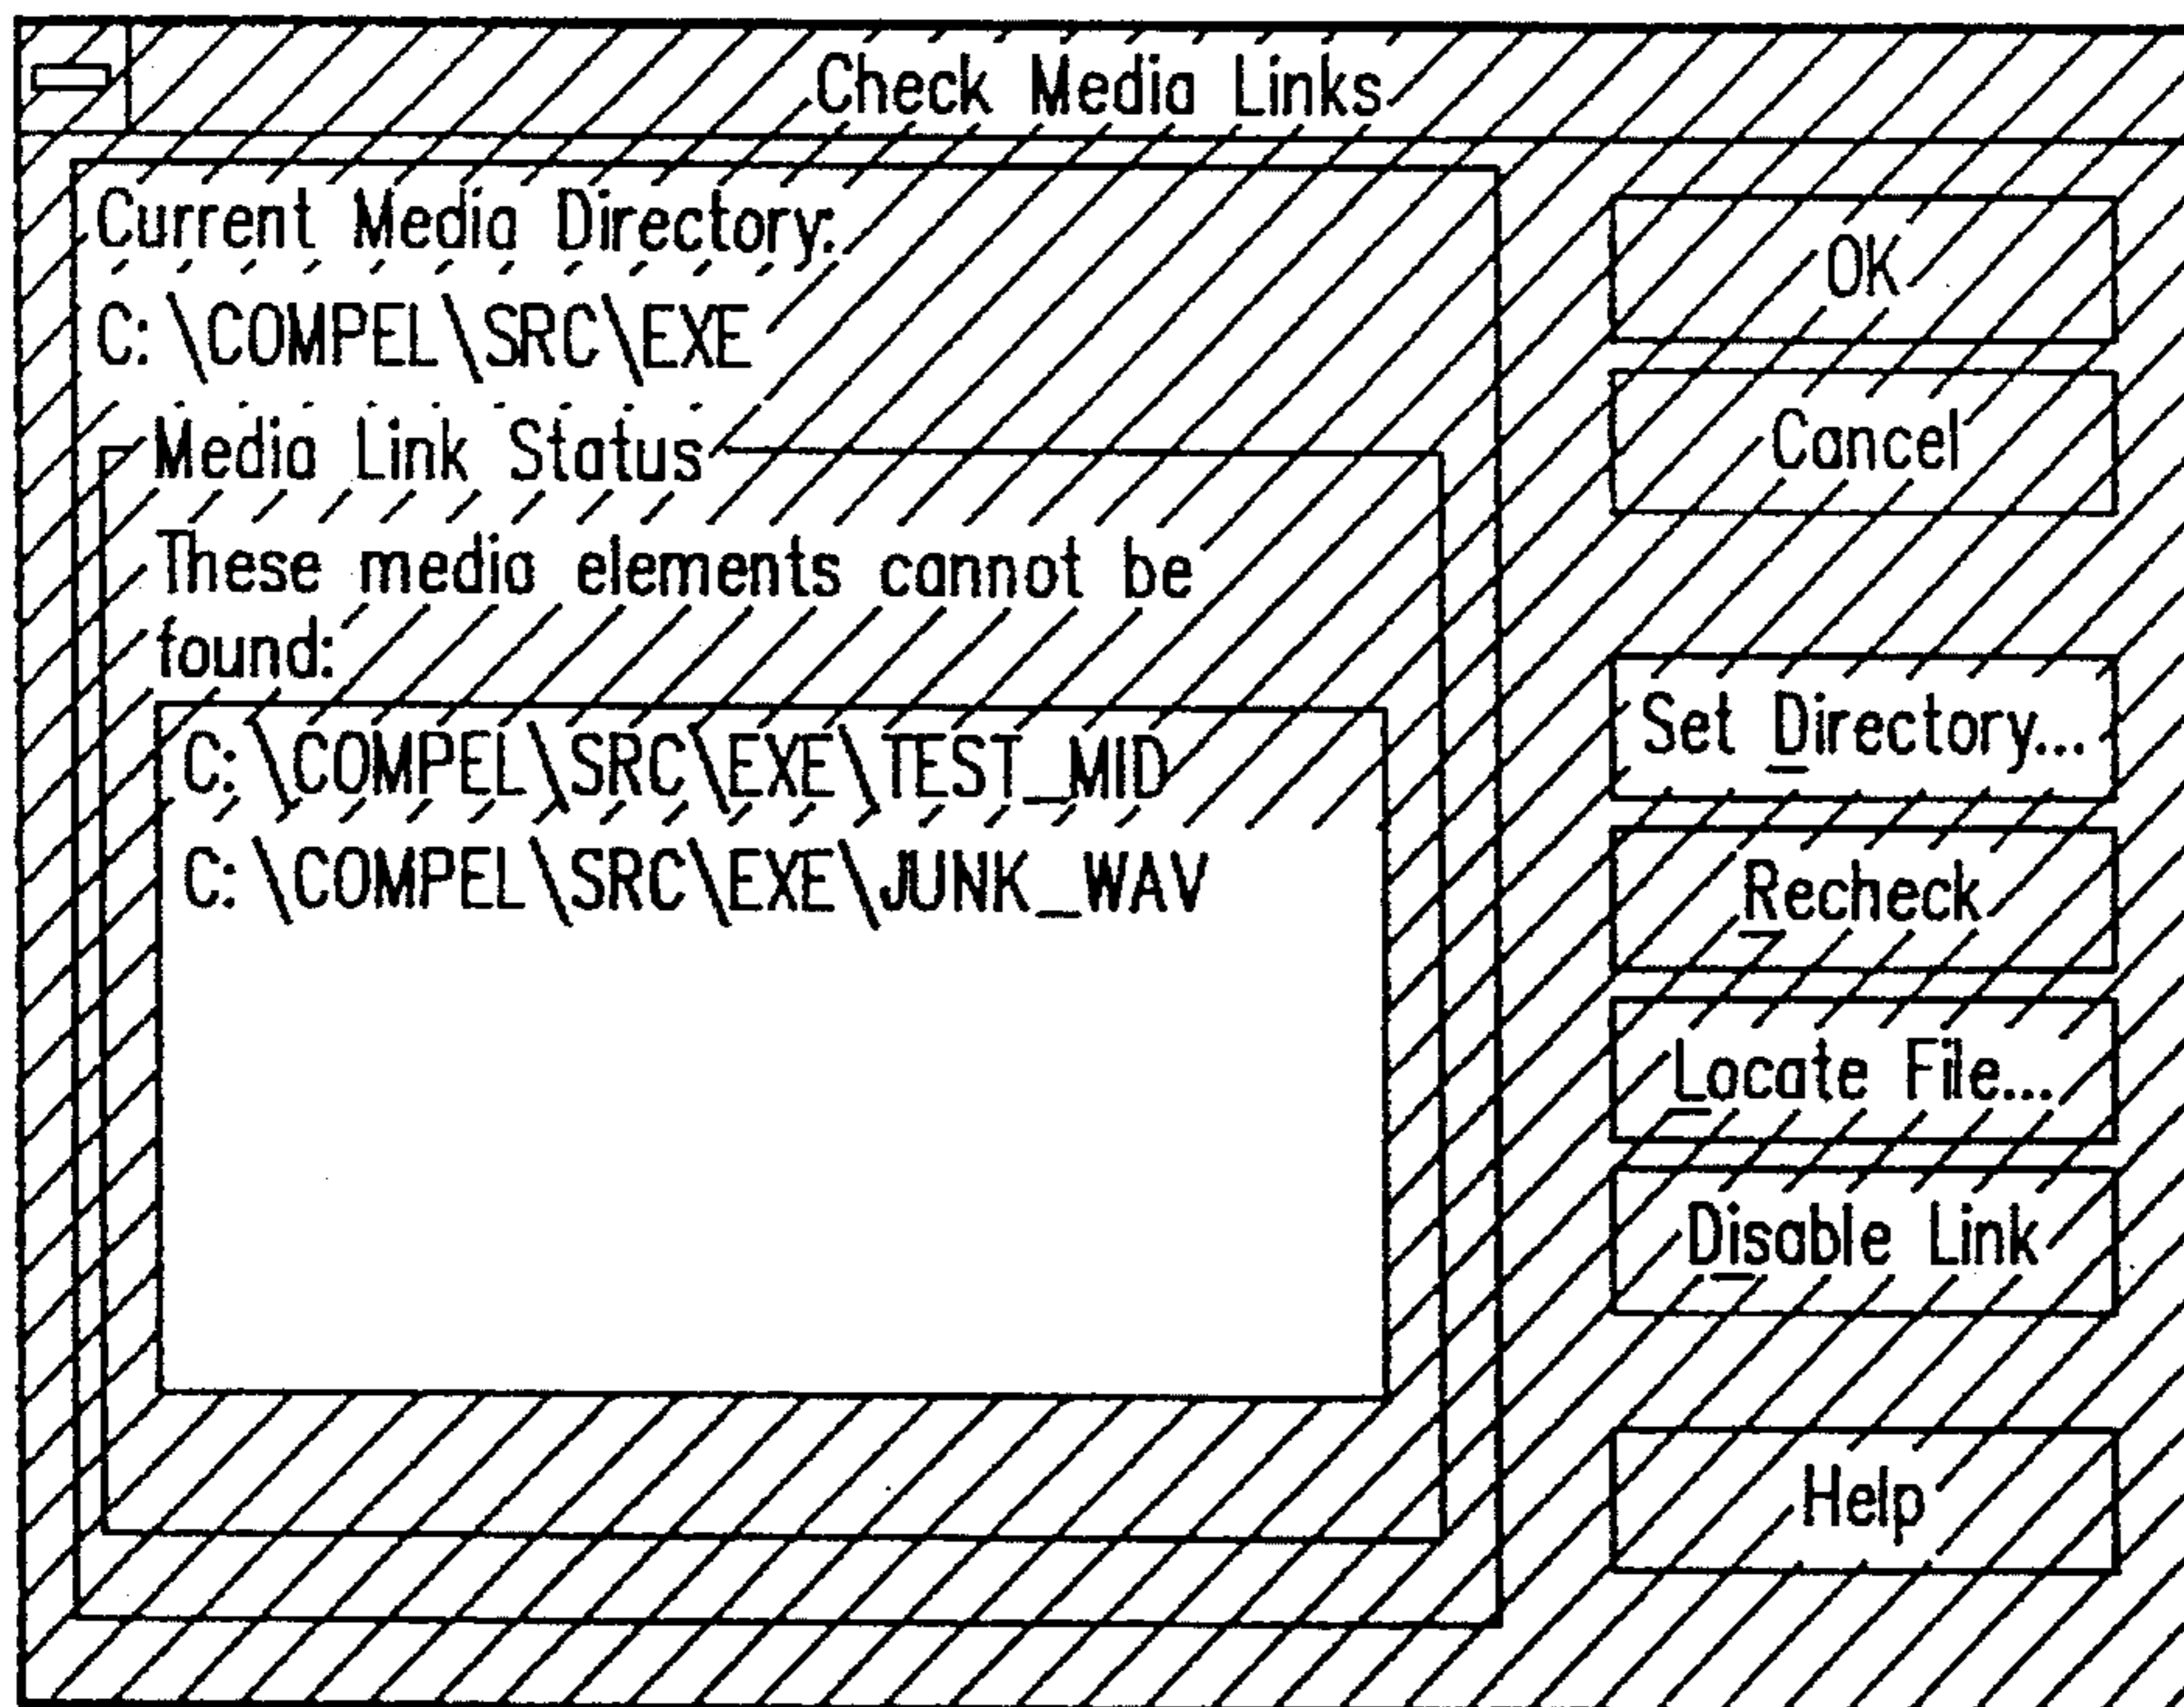 Check Media Links
Current Media Directory:
C:\COMPEL\SRC\EXE
Media Link Status
These media elements cannot be
found:
C:\COMPEL\SRC\EXE\TEST_MID
C:\COMPEL\SRC\EXE\JUNK_WAV
OK
Cancel
Set Directory...
Recheck
Locate File...
Disable Link
Help